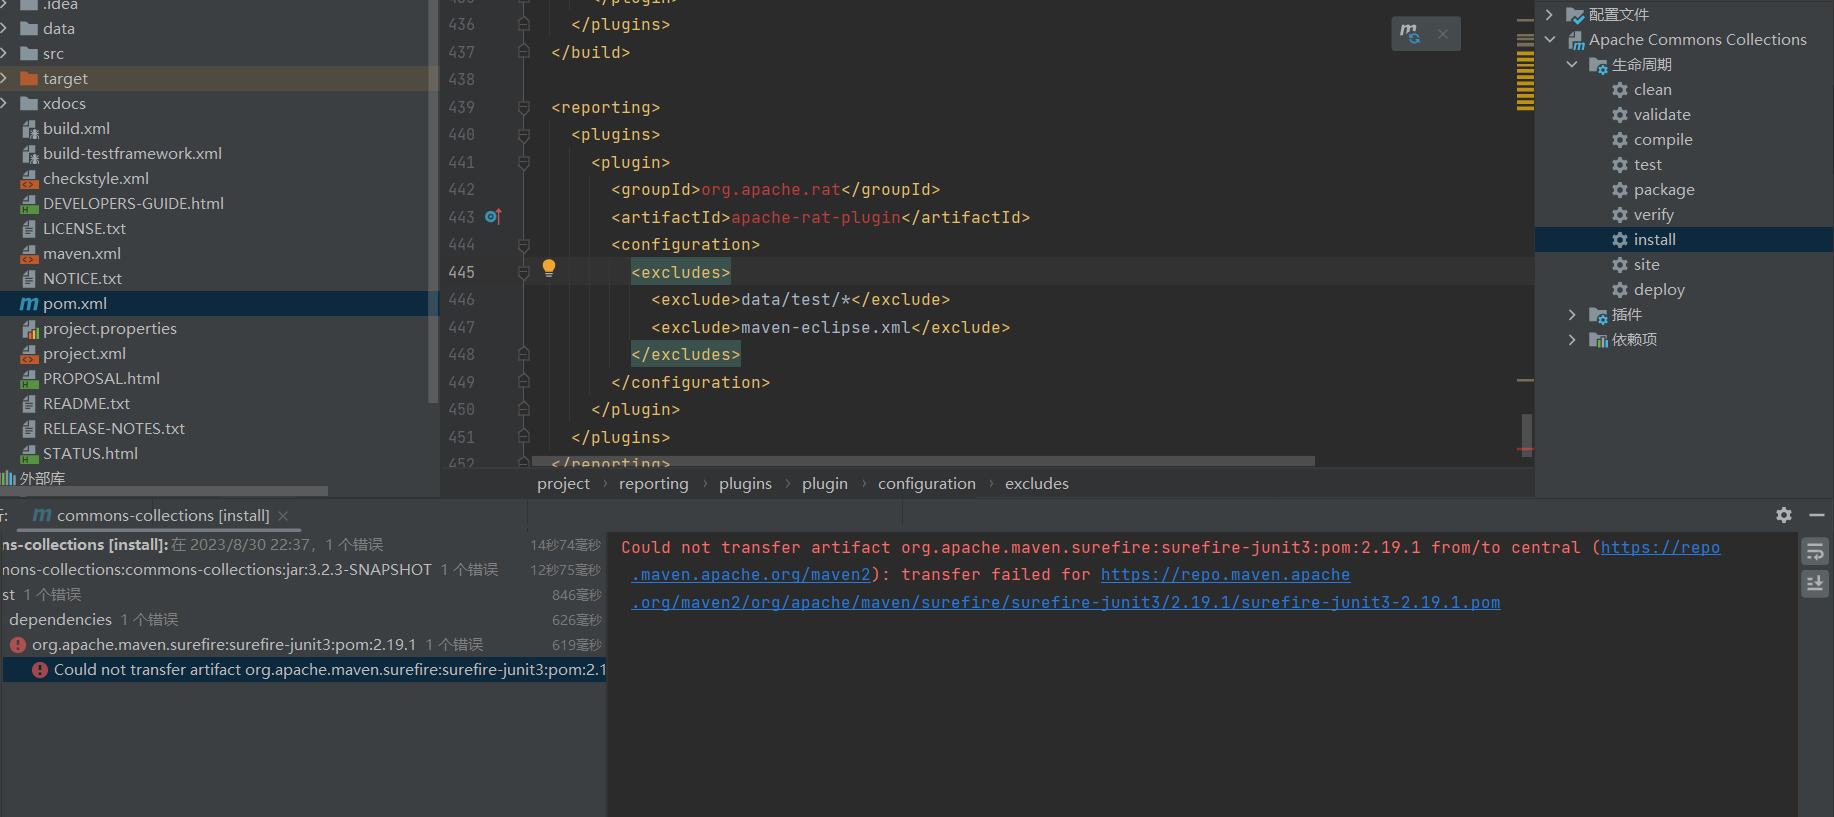 .idea
data
src
target
xdocs
build.xml
build-testframework.xml
checkstyle.xml
DEVELOPERS-GUIDE.html
LICENSE.txt
maven.xml
NOTICE.txt
pom.xml
project.properties
project.xml
PROPOSAL.html
README.txt
RELEASE-NOTES.txt
STATUS.html
外部库
436 </plugins>
437 </build>
438
439 <reporting>
440 <plugins>
441 <plugin>
442 <groupId>org.apache.rat</groupId>
443 <artifactId>apache-rat-plugin</artifactId>
444 <configuration>
445 <excludes>
446 <exclude>data/test/*</exclude>
447 <exclude>maven-eclipse.xml</exclude>
448 </excludes>
449 </configuration>
450 </plugin>
451 </plugins>
452 </reporting>
project › reporting › plugins › plugin › configuration › excludes
配置文件
Apache Commons Collections
生命周期
clean
validate
compile
test
package
verify
install
site
deploy
插件
依赖项
commons-collections [install]
ns-collections [install]: 在 2023/8/30 22:37，1 个错误 14秒74毫秒
mons-collections:commons-collections:jar:3.2.3-SNAPSHOT 1 个错误 12秒75毫秒
st 1 个错误 846毫秒
dependencies 1 个错误 626毫秒
org.apache.maven.surefire:surefire-junit3:pom:2.19.1 1 个错误 619毫秒
Could not transfer artifact org.apache.maven.surefire:surefire-junit3:pom:2.1
Could not transfer artifact org.apache.maven.surefire:surefire-junit3:pom:2.19.1 from/to central (https://repo
.maven.apache.org/maven2): transfer failed for https://repo.maven.apache
.org/maven2/org/apache/maven/surefire/surefire-junit3/2.19.1/surefire-junit3-2.19.1.pom